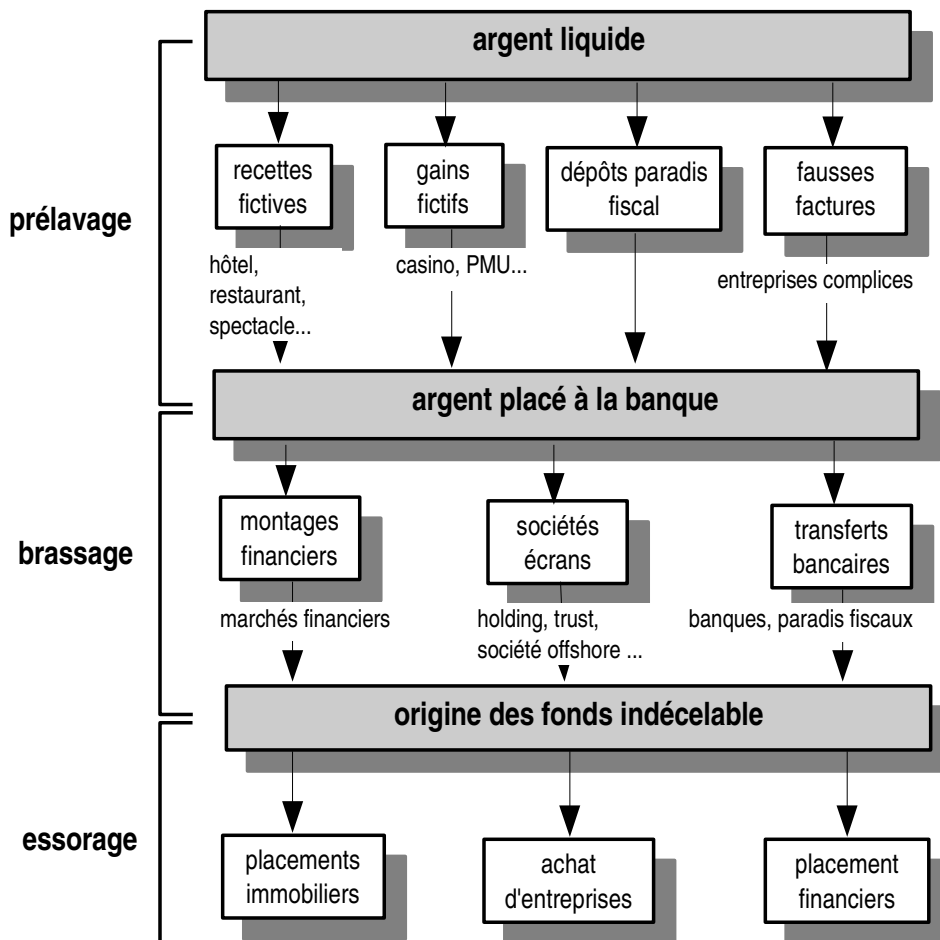 argent liquide
recettes
fictives
gains
fictifs
dépôts paradis
fiscal
fausses
factures
prélavage
hôtel,
restaurant,
spectacle...
casino, PMU...
entreprises complices
argent placé à la banque
montages
financiers
sociétés
écrans
transferts
bancaires
brassage
marchés financiers
holding, trust,
société offshore ...
banques, paradis fiscaux
origine des fonds indécelable
essorage
placements
immobiliers
achat
d'entreprises
placement
financiers